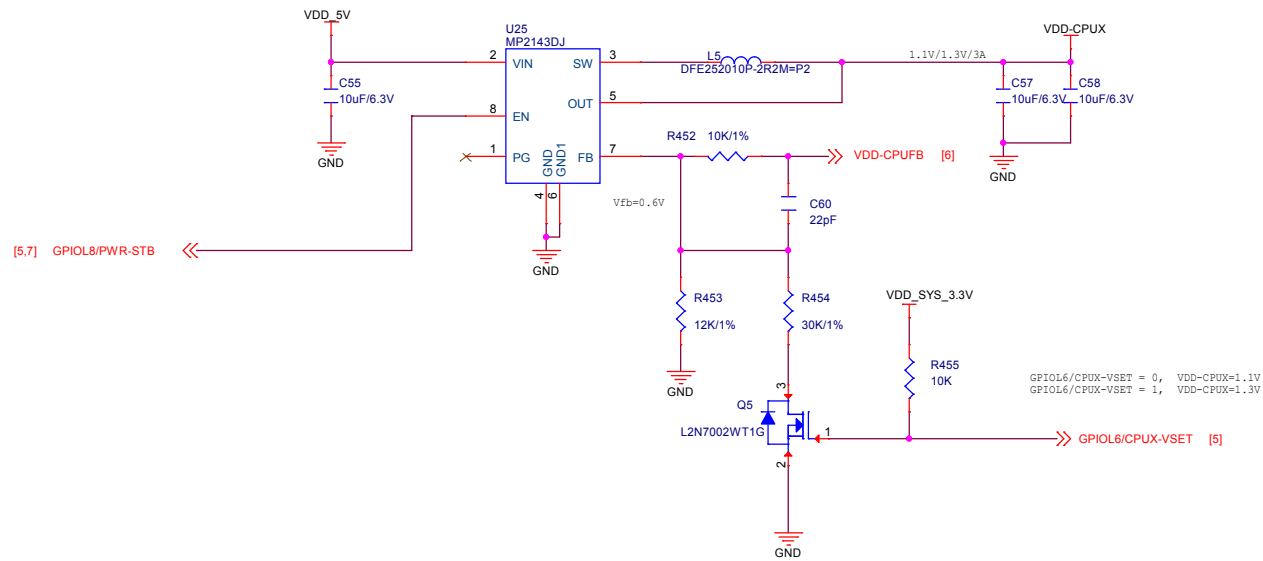 VDD_5V
U25
MP2143DJ
VDD-CPUX
2
VIN
SW
3
L5
DFE252010P-2R2M=P2
1.1V/1.3V/3A
C55
10uF/6.3V
OUT
5
C57
10uF/6.3V
C58
10uF/6.3V
8
EN
GND
1
PG
GND
GND1
FB
7
R452 10K/1%
VDD-CPUFB [6]
GND
4
6
Vfb=0.6V
C60
22pF
[5,7] GPIOL8/PWR-STB
GND
R453
12K/1%
R454
30K/1%
VDD_SYS_3.3V
R455
10K
GND
GPIOL6/CPUX-VSET = 0, VDD-CPUX=1.1V
GPIOL6/CPUX-VSET = 1, VDD-CPUX=1.3V
3
Q5
L2N7002WT1G
1
GPIOL6/CPUX-VSET [5]
2
GND